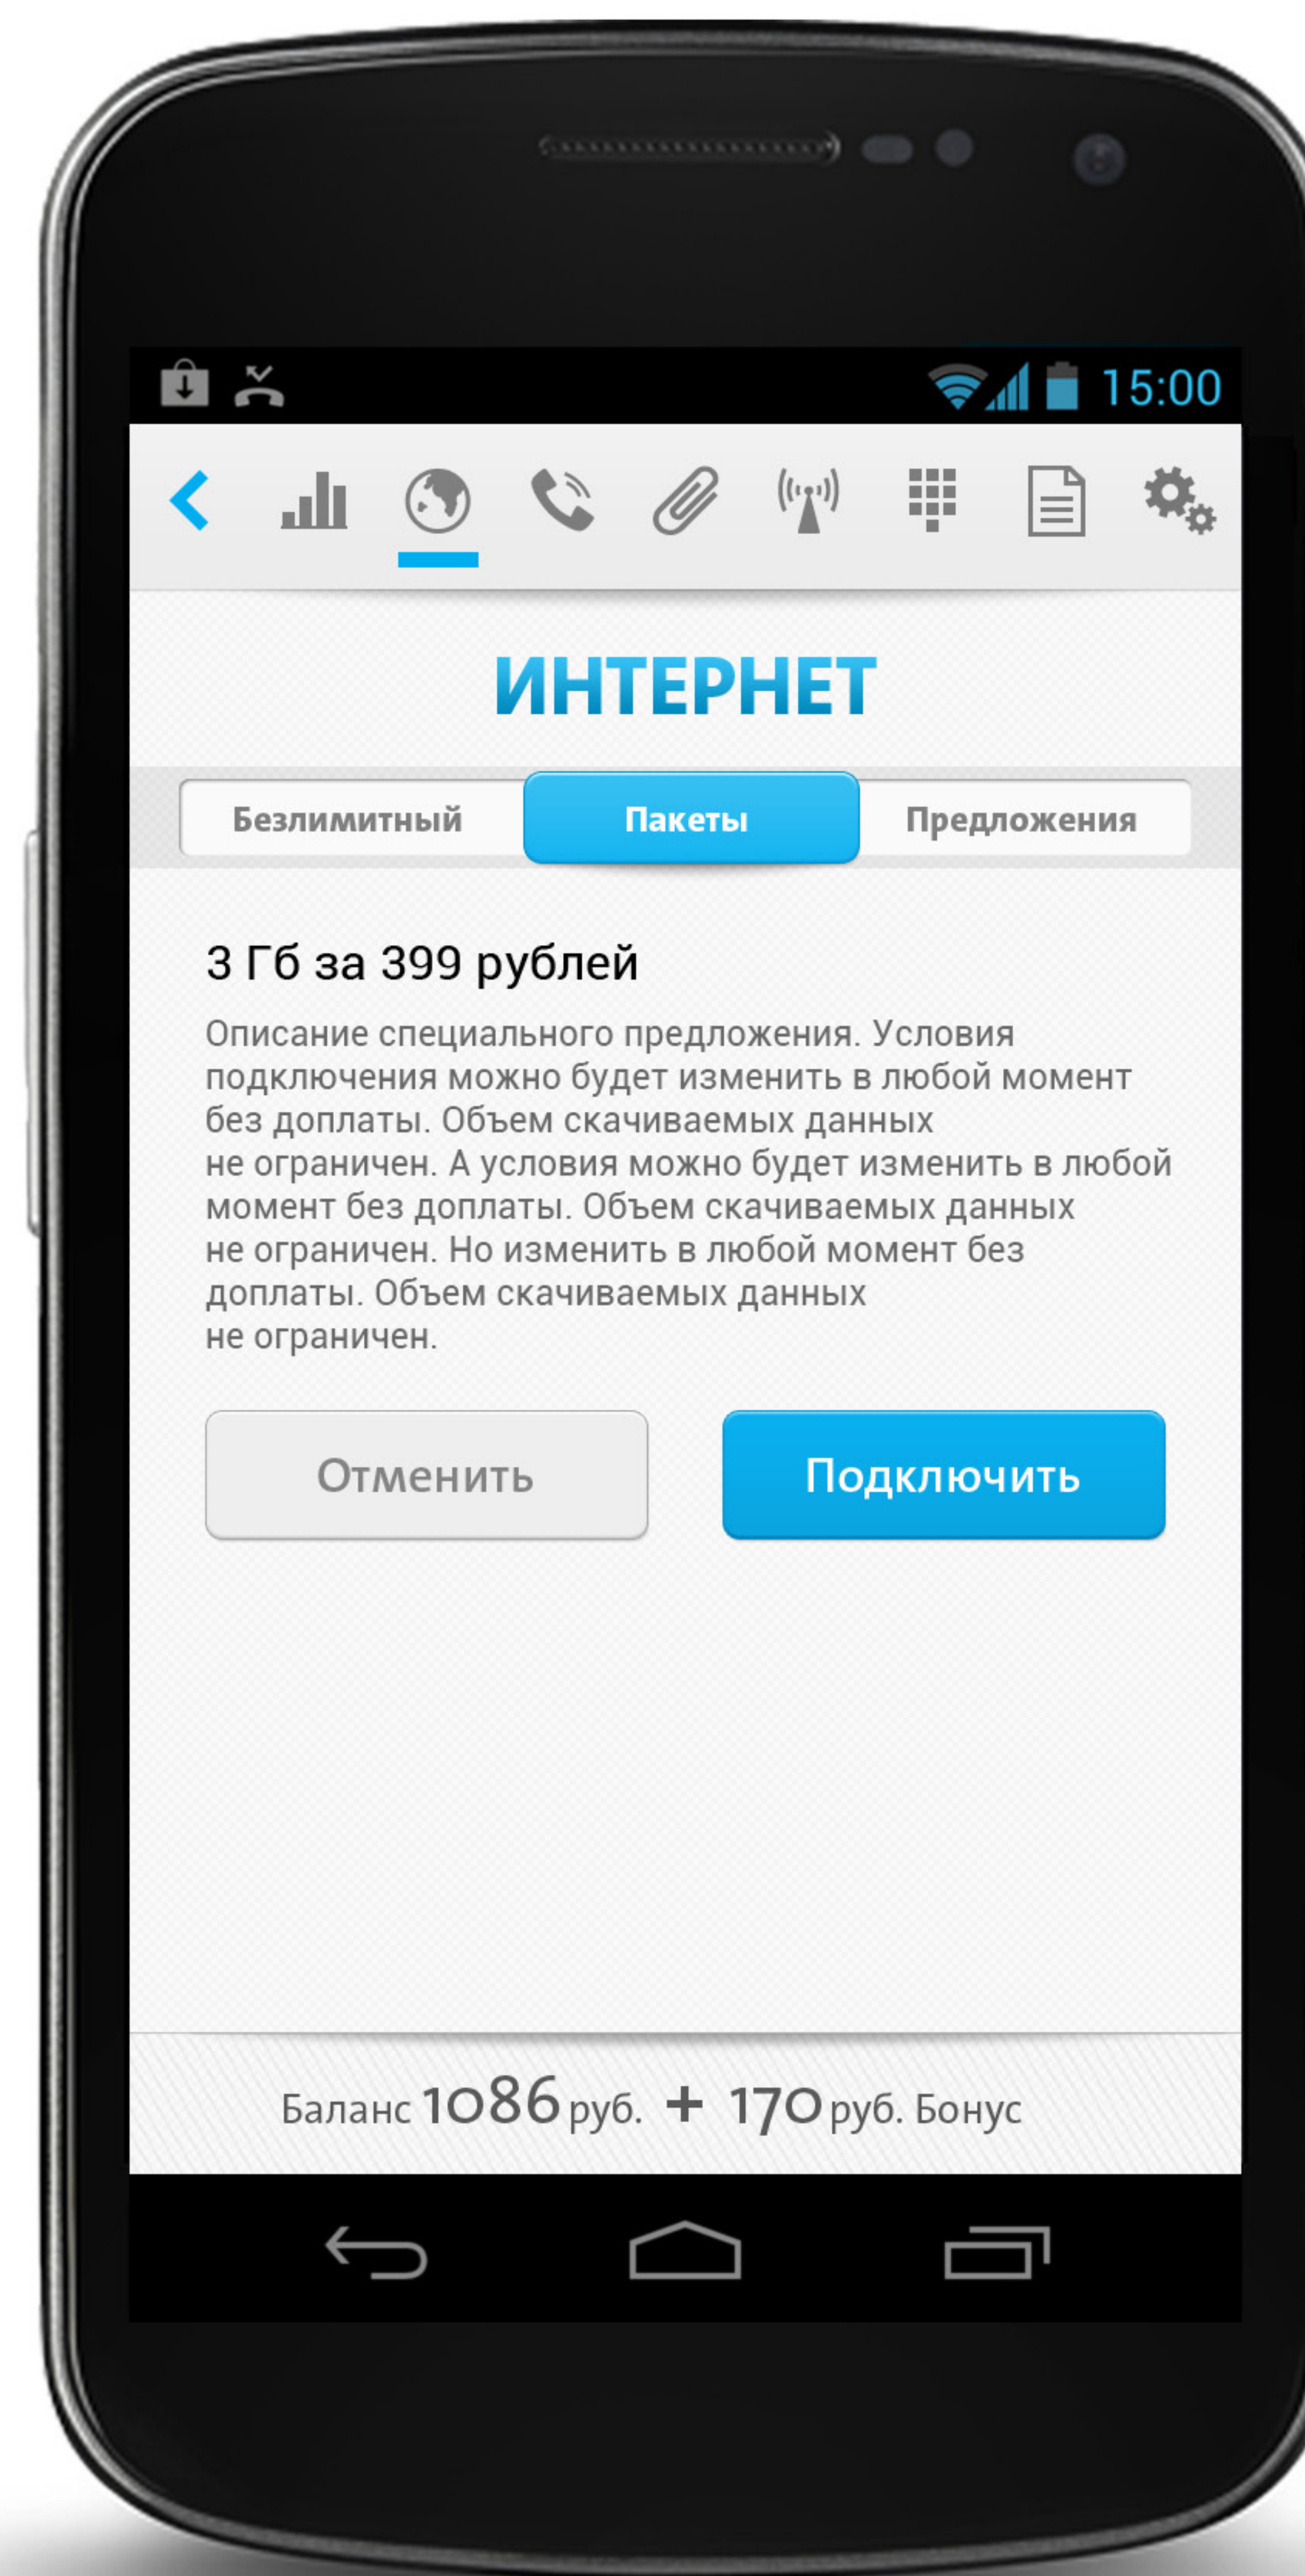 15:00
ИНТЕРНЕТ
Безлимитный Пакеты Предложения
3 Гб за 399 рублей
Описание специального предложения. Условия
подключения можно будет изменить в любой момент
без доплаты. Объем скачиваемых данных
не ограничен. А условия можно будет изменить в любой
момент без доплаты. Объем скачиваемых данных
не ограничен. Но изменить в любой момент без
доплаты. Объем скачиваемых данных
не ограничен.
Отменить Подключить
Баланс 1086 руб. + 170 руб. Бонус